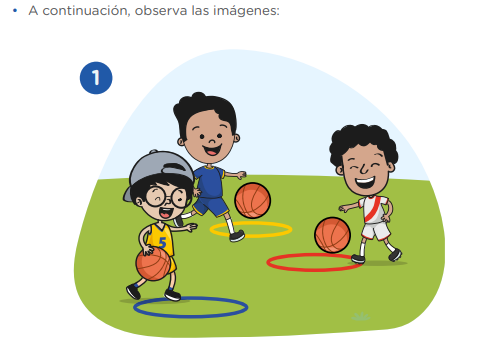 • A continuación, observa las imágenes:
1
5